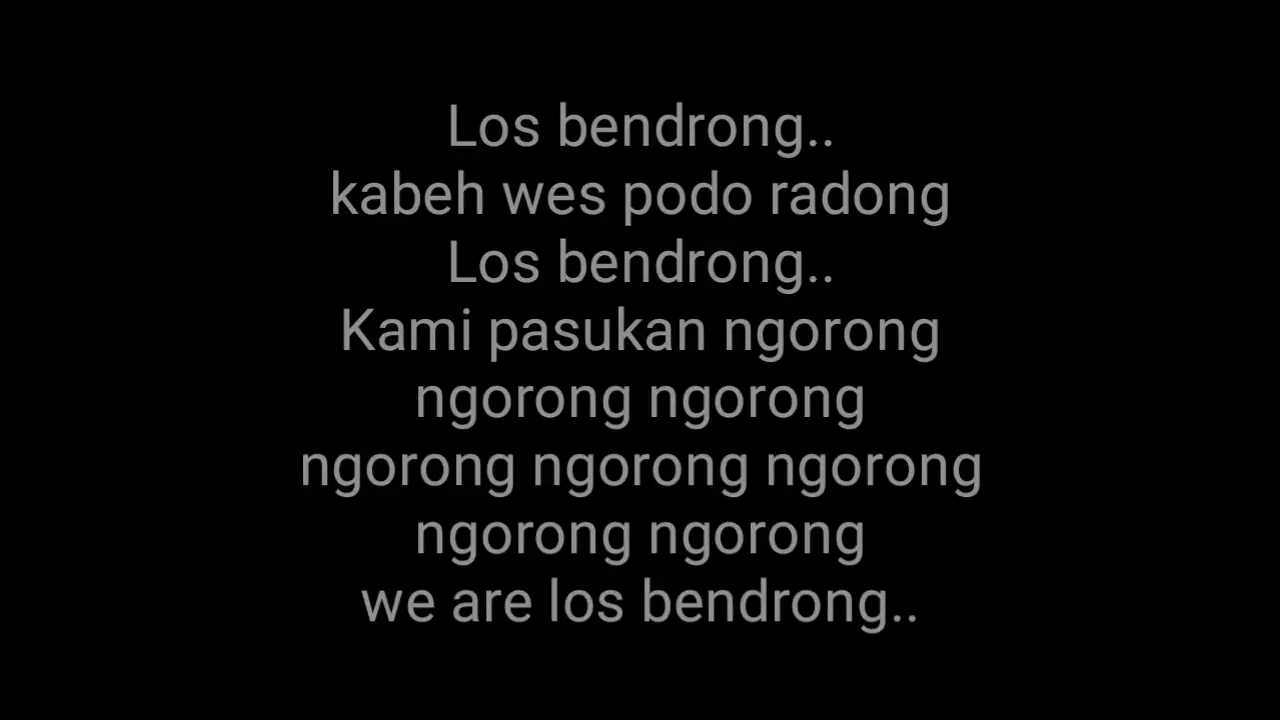 Los bendrong..
kabeh wes podo radong
Los bendrong..
Kami pasukan ngorong
ngorong ngorong
ngorong ngorong ngorong
ngorong ngorong
we are los bendrong..